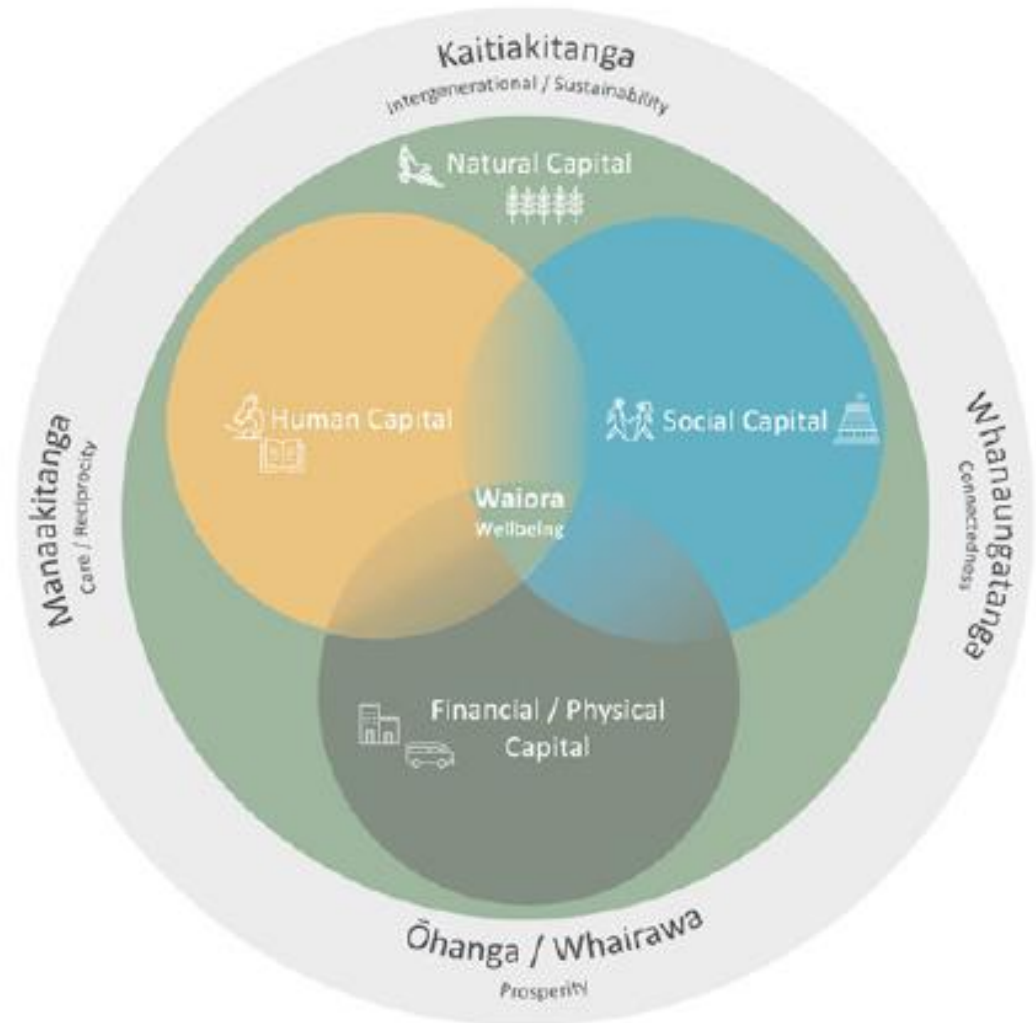 Kaitiakitanga
Intergenerational / Sustainability
Natural Capital
Human Capital
Social Capital
Waiora
Wellbeing
Manaakitanga
Care / Reciprocity
Whanaungatanga
Connectedness
Financial / Physical
Capital
Ōhanga / Whairawa
Prosperity